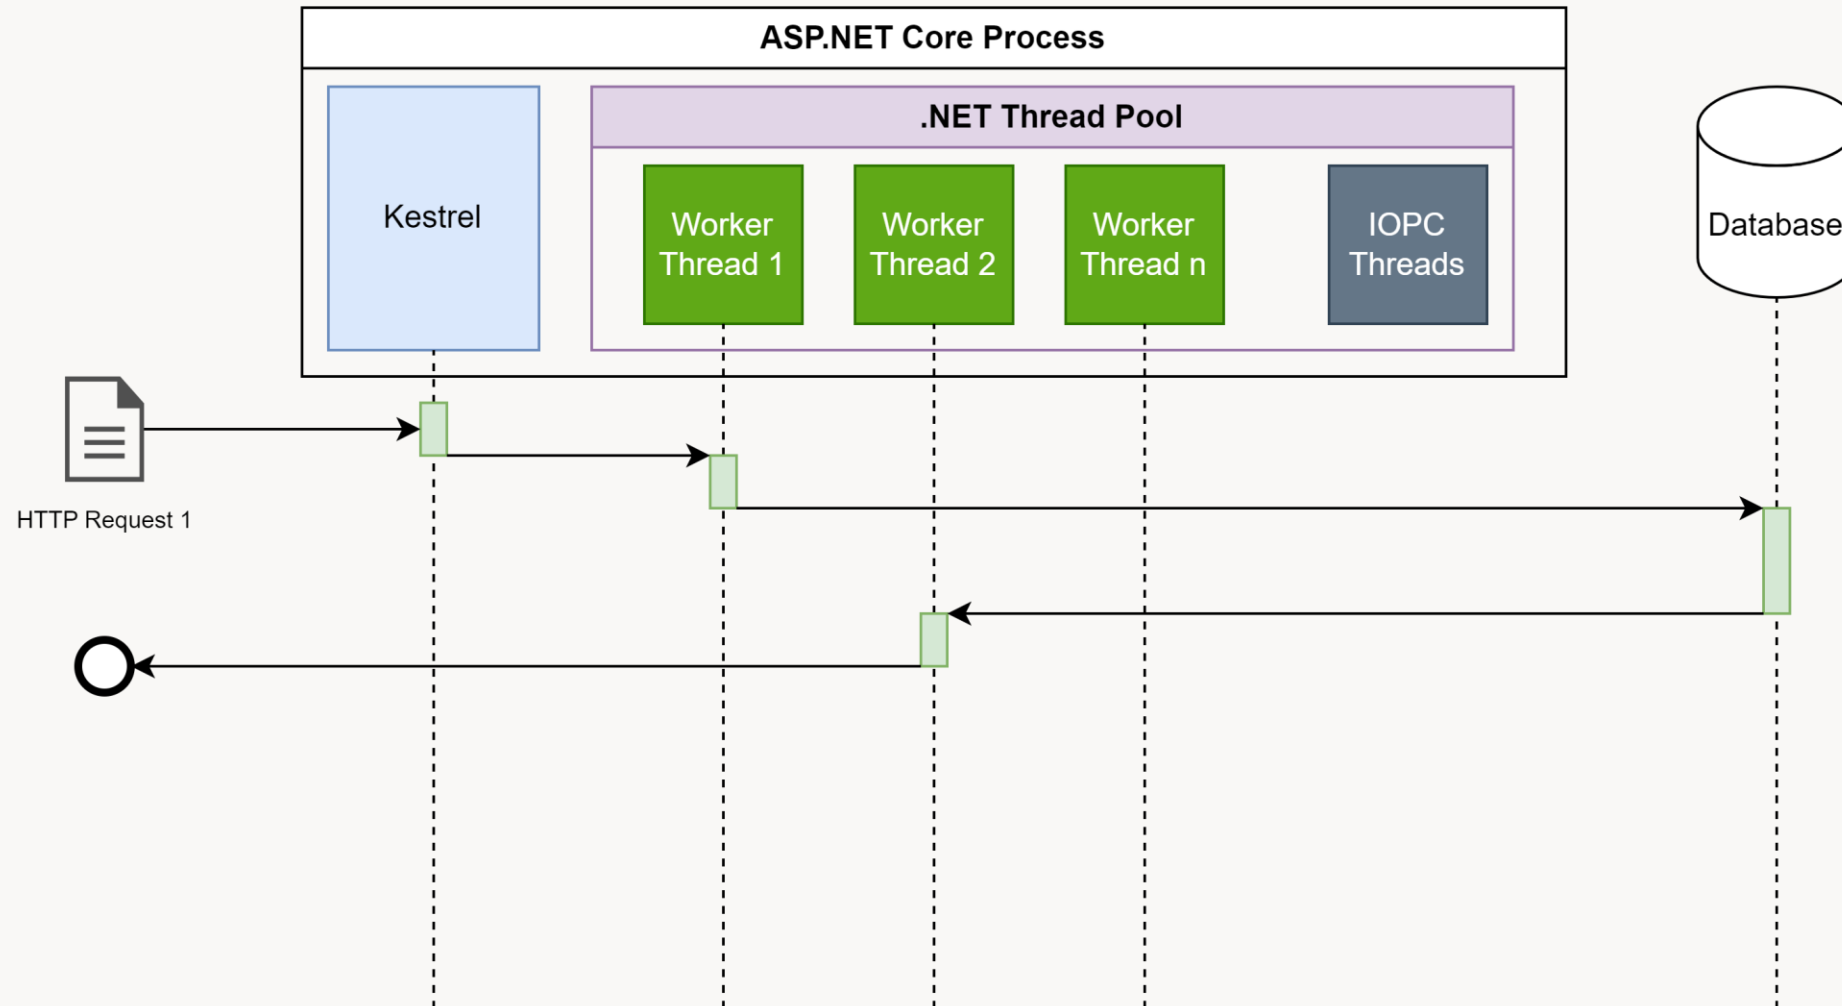 ASP.NET Core Process
.NET Thread Pool
Kestrel
Worker
Thread 1
Worker
Thread 2
Worker
Thread n
IOPC
Threads
Database
HTTP Request 1